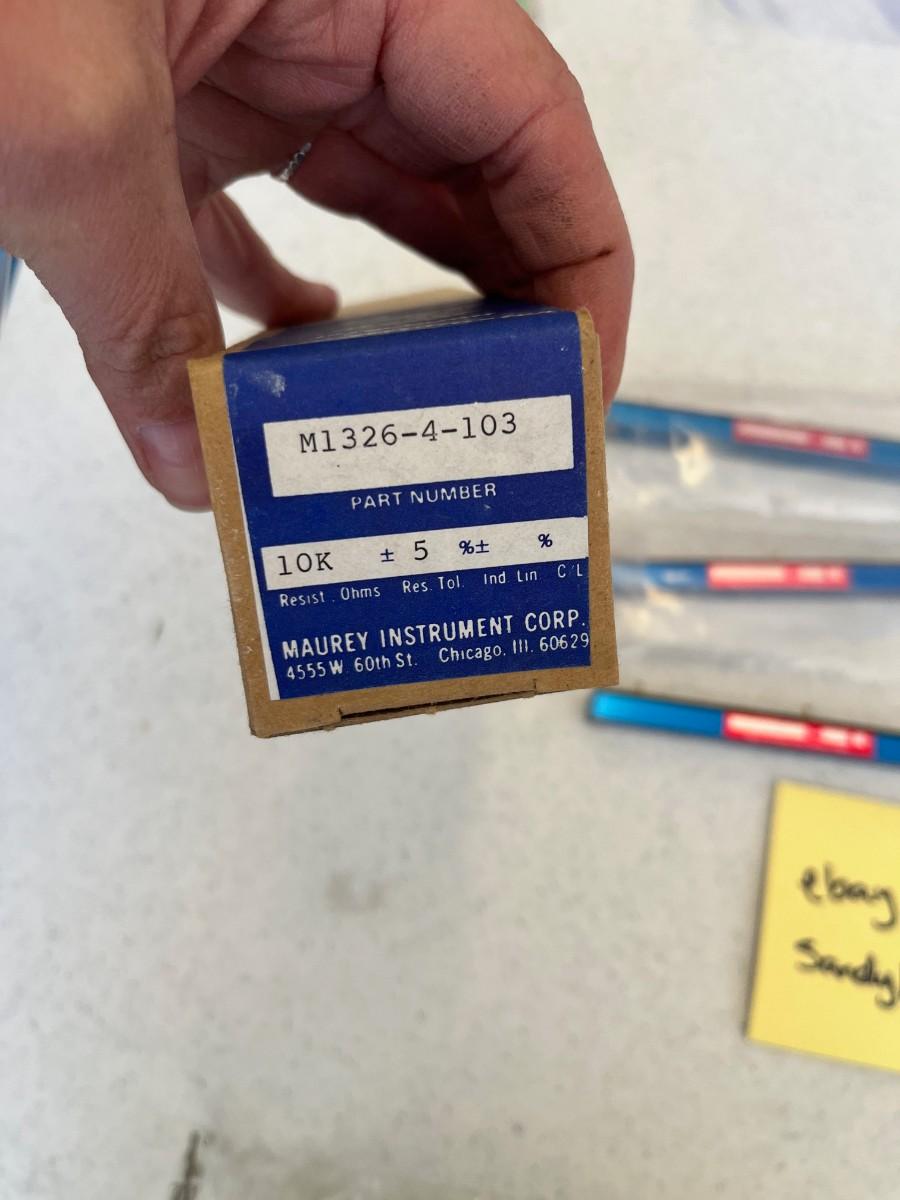 M1326-4-103
PART NUMBER
10K ± 5 %± %
Resist. Ohms Res. Tol. Ind. Lin. C/L
MAUREY INSTRUMENT CORP.
4555 W. 60th St. Chicago, Ill. 60629
ebay
Sandy